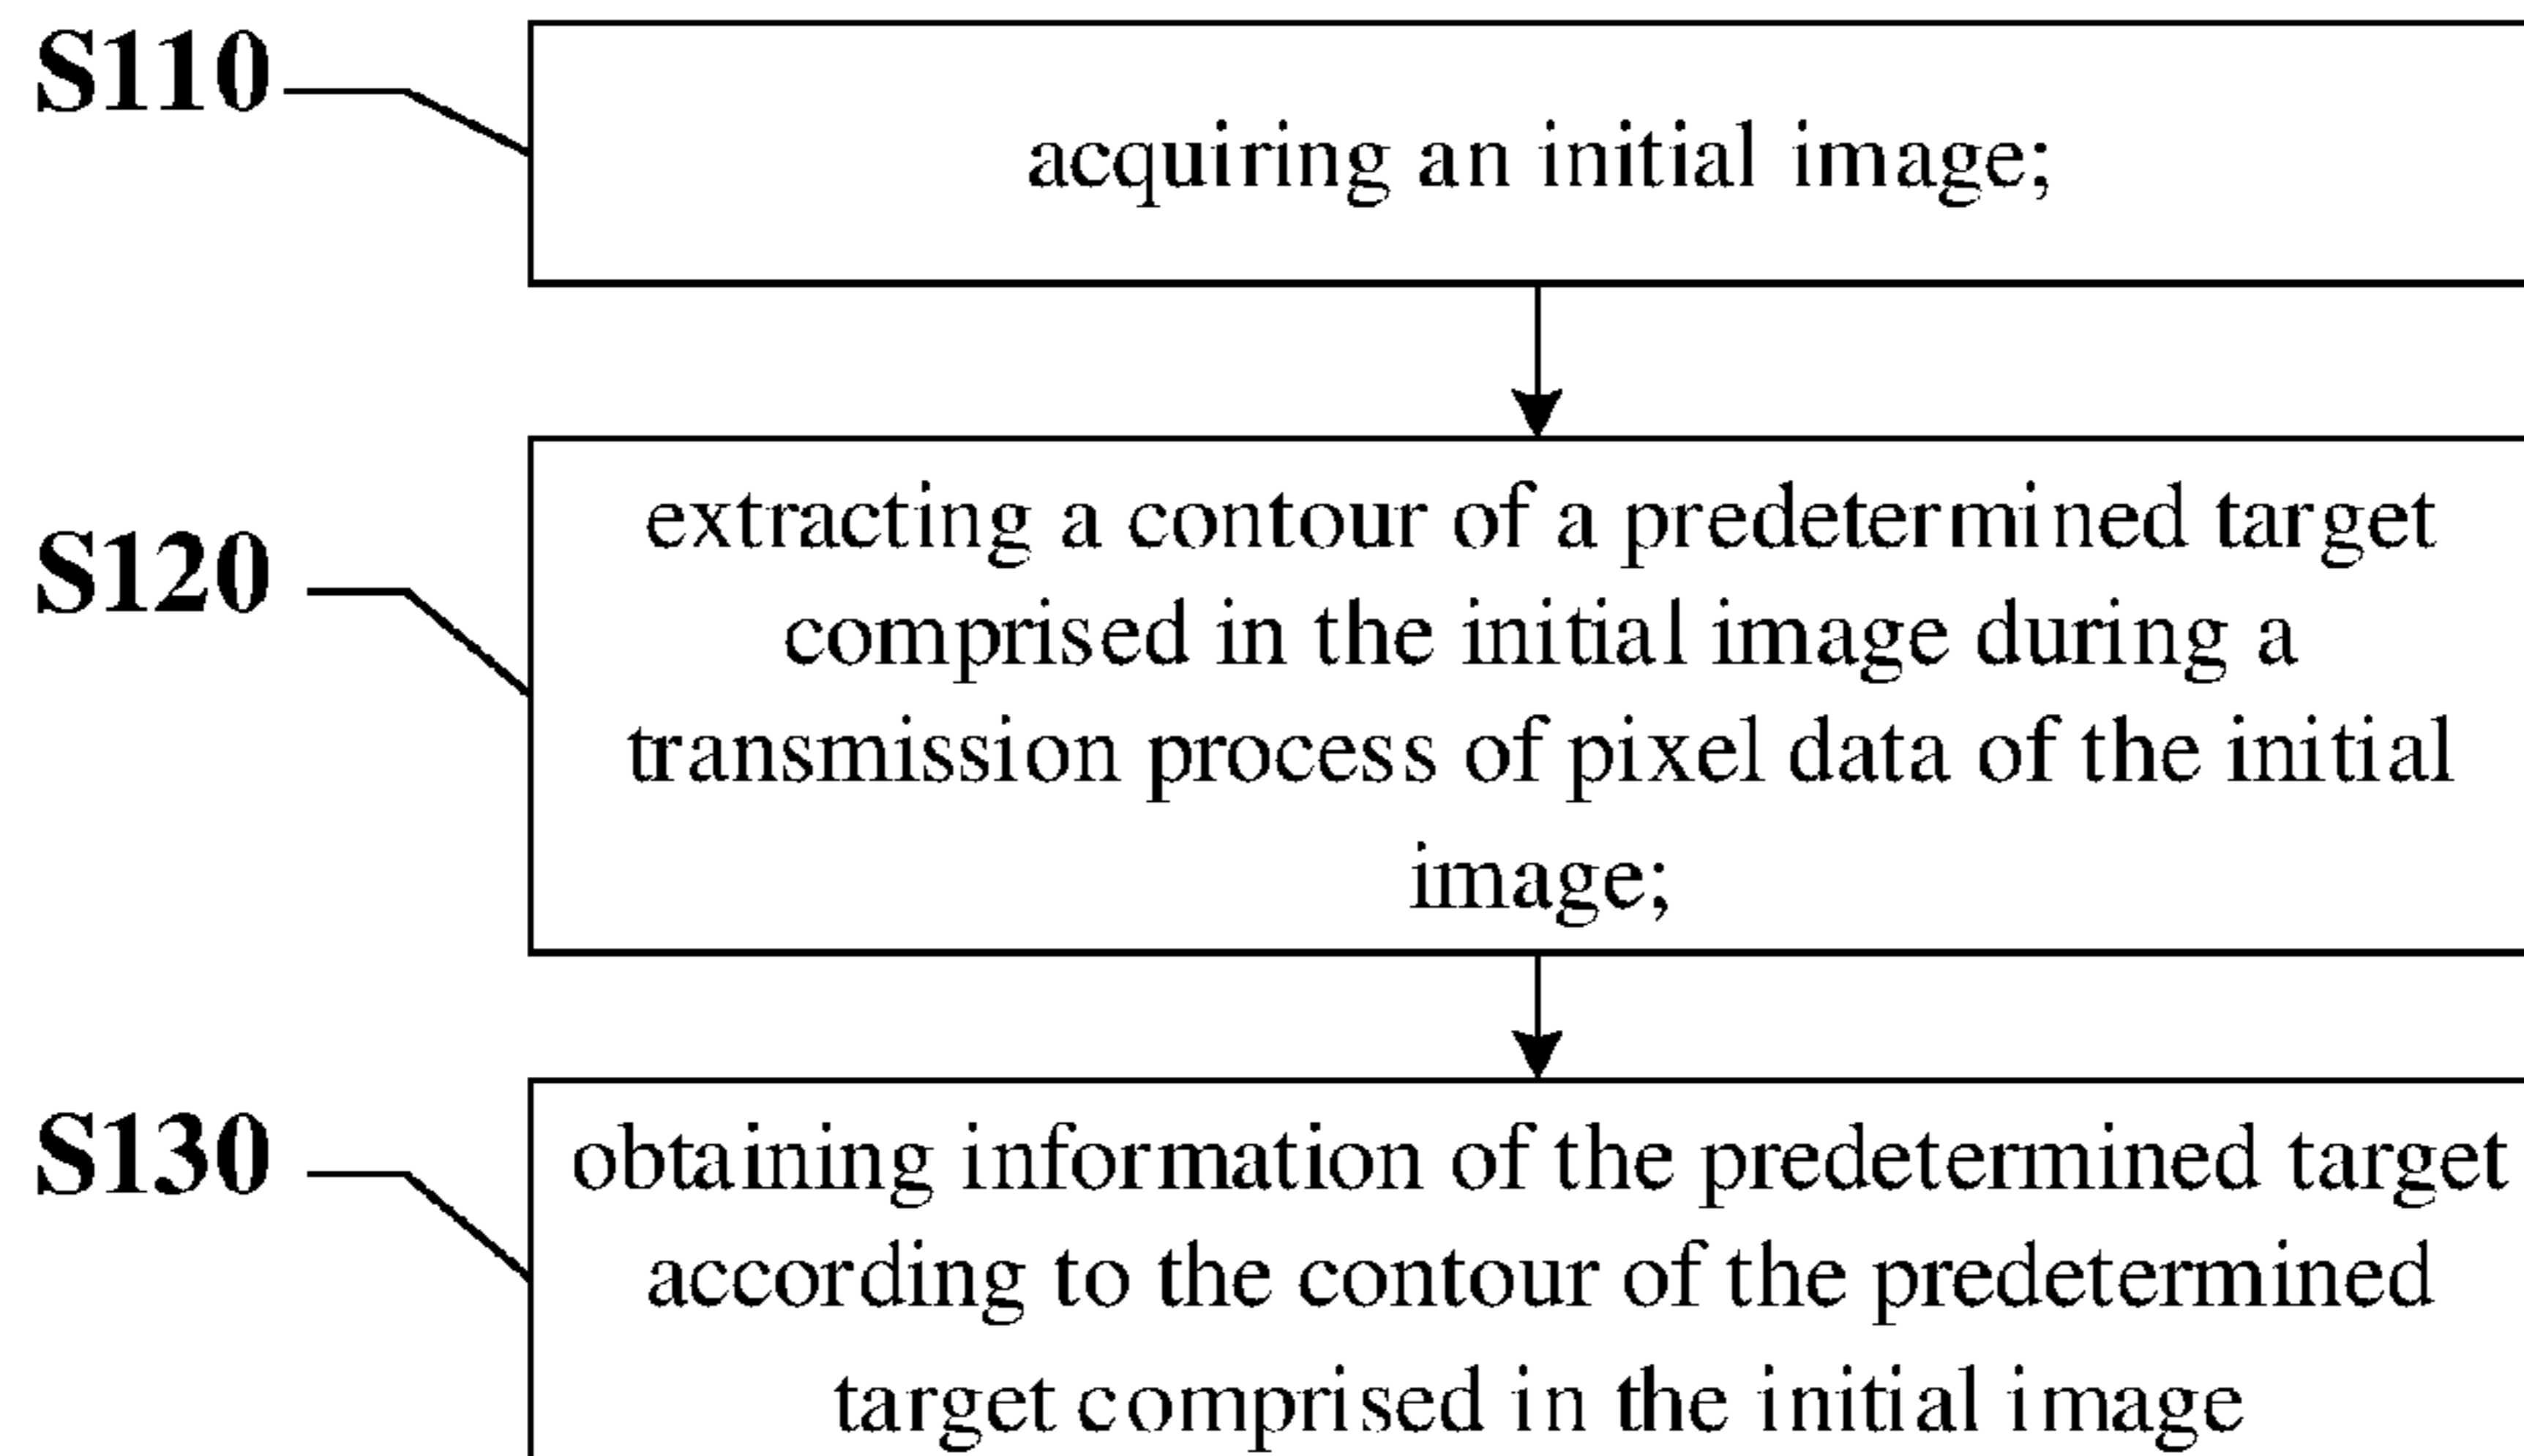 S110
acquiring an initial image;
S120
extracting a contour of a predetermined target
comprised in the initial image during a
transmission process of pixel data of the initial
image;
S130
obtaining information of the predetermined target
according to the contour of the predetermined
target comprised in the initial image